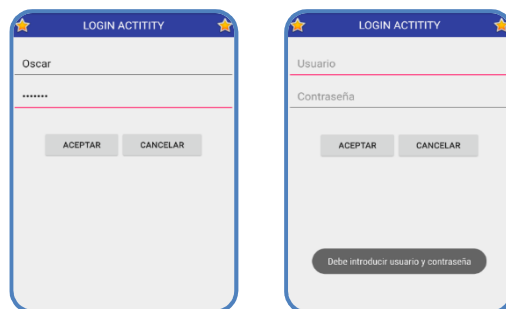 LOGIN ACTITITY
Oscar
•••••••
ACEPTAR CANCELAR
LOGIN ACTITITY
Usuario
Contraseña
ACEPTAR CANCELAR
Debe introducir usuario y contraseña